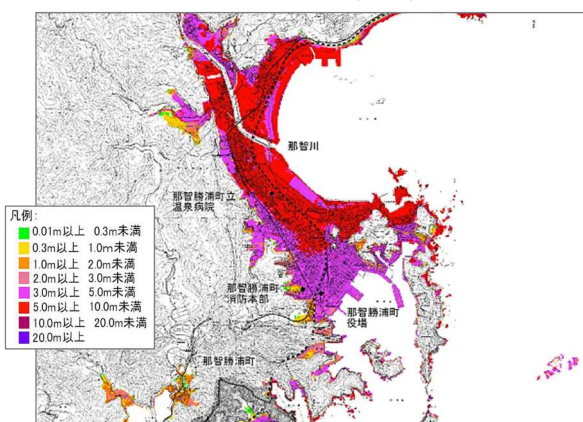 那智川
那智勝浦町立
温泉病院
凡例:
0.01m以上 0.3m未満
0.3m以上 1.0m未満
1.0m以上 2.0m未満
2.0m以上 3.0m未満
3.0m以上 5.0m未満
5.0m以上 10.0m未満
10.0m以上 20.0m未満
20.0m以上
那智勝浦町
消防本部
那智勝浦町
役場
那智勝浦町